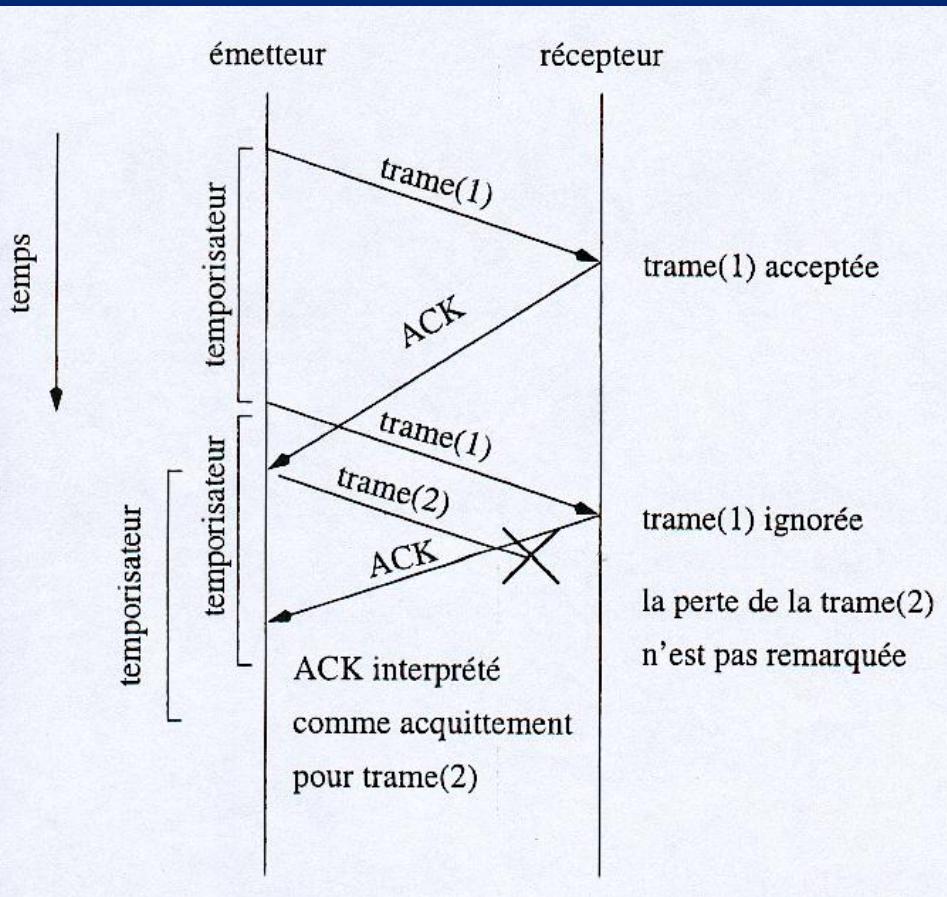 émetteur
récepteur
temps
temporisateur
trame(1)
trame(1) acceptée
ACK
temporisateur
trame(1)
temporisateur
trame(2)
trame(1) ignorée
ACK
la perte de la trame(2)
n'est pas remarquée
ACK interprété
comme acquittement
pour trame(2)